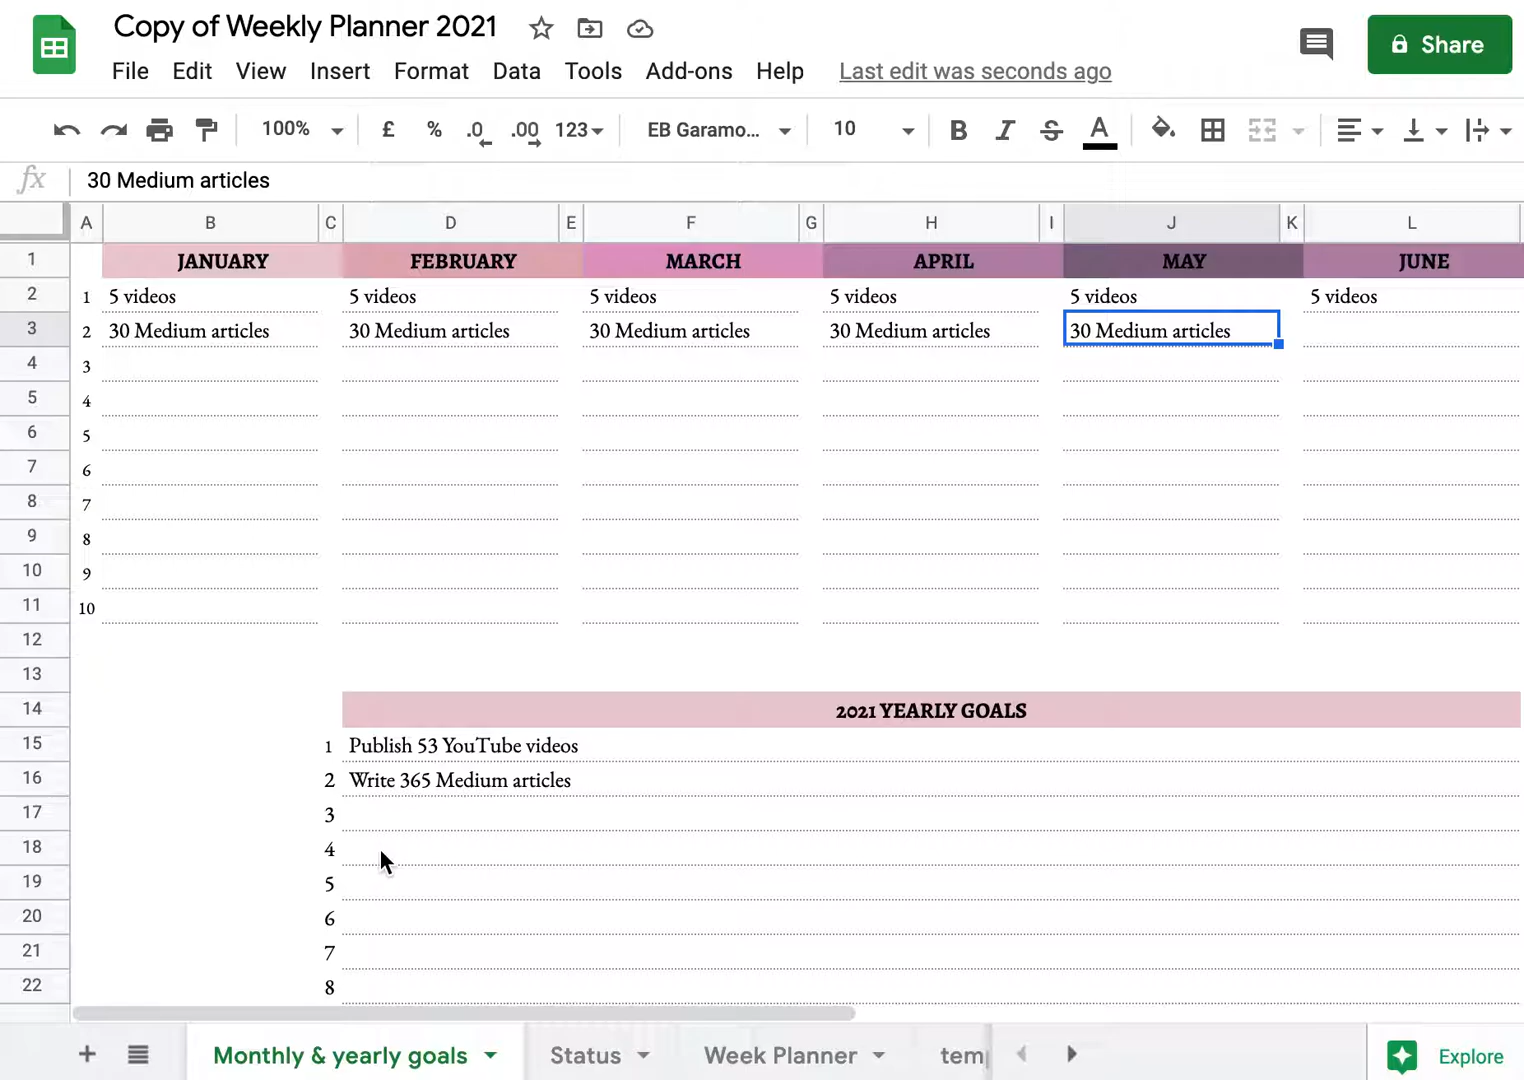 Copy of Weekly Planner 2021
Share
File Edit View Insert Format Data Tools Add-ons Help Last edit was seconds ago
100% £ % .0 .00 123 EB Garamo... 10 B I S A
fx 30 Medium articles
A B C D E F G H I J K L
1 JANUARY FEBRUARY MARCH APRIL MAY JUNE
2 1 5 videos 5 videos 5 videos 5 videos 5 videos 5 videos
3 2 30 Medium articles 30 Medium articles 30 Medium articles 30 Medium articles 30 Medium articles
4 3
5 4
6 5
7 6
8 7
9 8
10 9
11 10
12
13
14 2021 YEARLY GOALS
15 1 Publish 53 YouTube videos
16 2 Write 365 Medium articles
17 3
18 4
19 5
20 6
21 7
22 8
+ Monthly & yearly goals Status Week Planner tem Explore